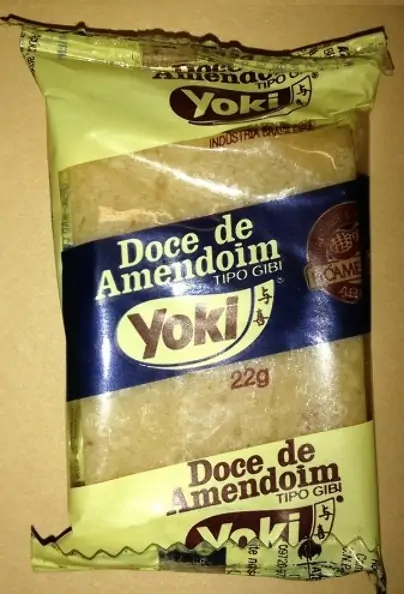 Doce de
Amendoim
TIPO GIBI
Yoki
INDÚSTRIA BRASILEIRA
Doce de
Amendoim
TIPO GIBI
Yoki
22g
Doce de
Amendoim
TIPO GIBI
Yoki